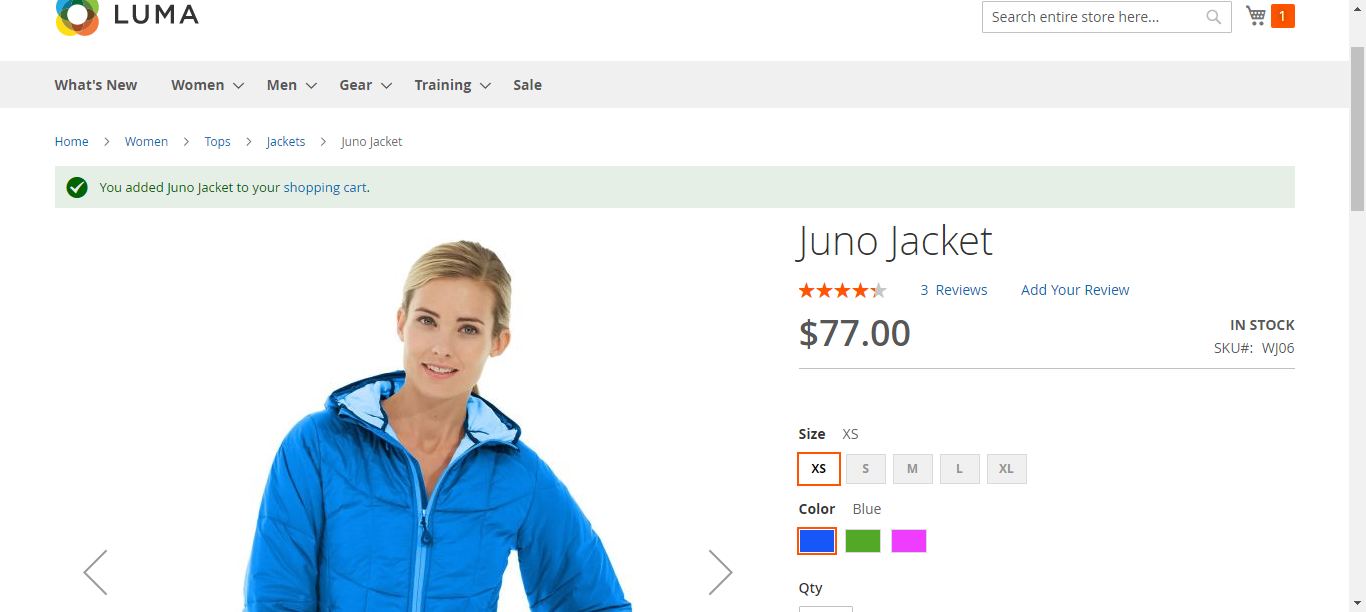 LUMA
Search entire store here...
1
What's New Women Men Gear Training Sale
Home Women Tops Jackets Juno Jacket
You added Juno Jacket to your shopping cart.
Juno Jacket
3 Reviews Add Your Review
$77.00
IN STOCK
SKU#: WJ06
Size XS
XS S M L XL
Color Blue
Qty